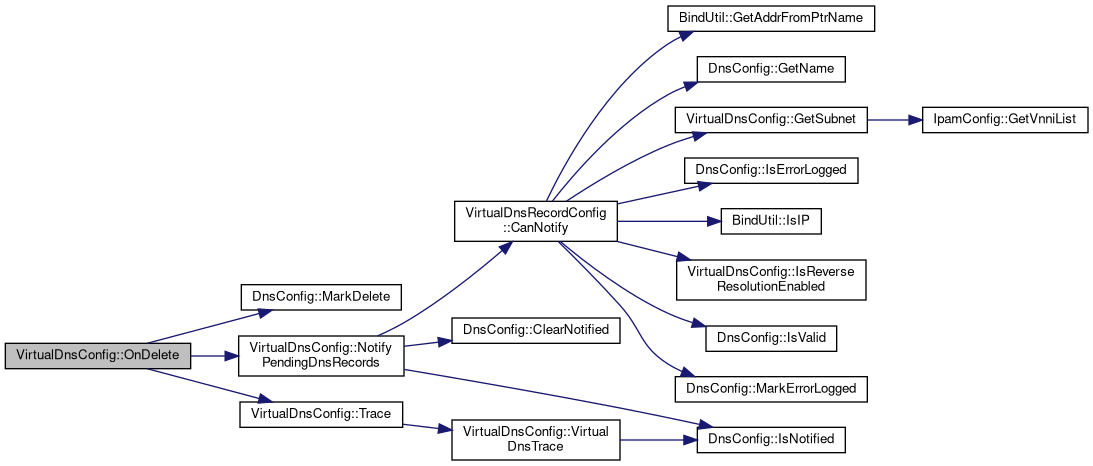 BindUtil::GetAddrFromPtrName
DnsConfig::GetName
VirtualDnsConfig::GetSubnet
IpamConfig::GetVnniList
DnsConfig::IsErrorLogged
VirtualDnsRecordConfig
::CanNotify
BindUtil::IsIP
VirtualDnsConfig::IsReverse
ResolutionEnabled
DnsConfig::MarkDelete
DnsConfig::ClearNotified
DnsConfig::IsValid
VirtualDnsConfig::OnDelete
VirtualDnsConfig::Notify
PendingDnsRecords
DnsConfig::MarkErrorLogged
VirtualDnsConfig::Trace
VirtualDnsConfig::Virtual
DnsTrace
DnsConfig::IsNotified